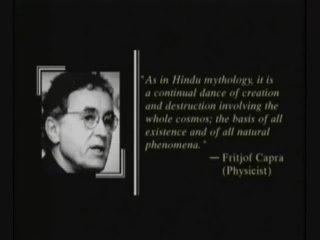 "As in Hindu mythology, it is
a continual dance of creation
and destruction involving the
whole cosmos; the basis of all
existence and of all natural
phenomena."
— Fritjof Capra
(Physicist)